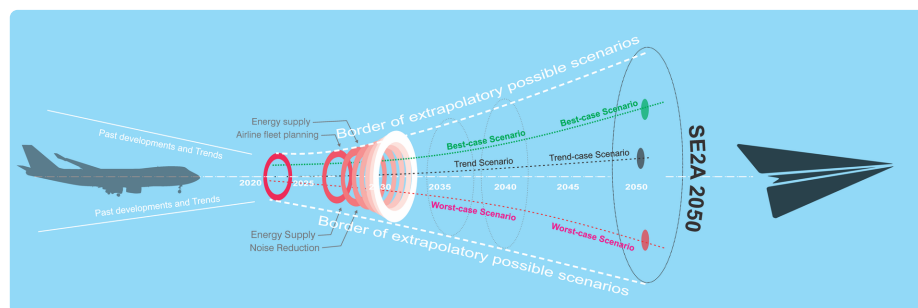 Past developments and Trends
Past developments and Trends
Energy supply
Airline fleet planning
Energy Supply
Noise Reduction
Border of extrapolatory possible scenarios
Border of extrapolatory possible scenarios
Best-case Scenario
Best-case Scenario
Trend Scenario
Trend-case Scenario
Worst-case Scenario
Worst-case Scenario
2020
2025
2030
2035
2040
2045
2050
SE2A 2050